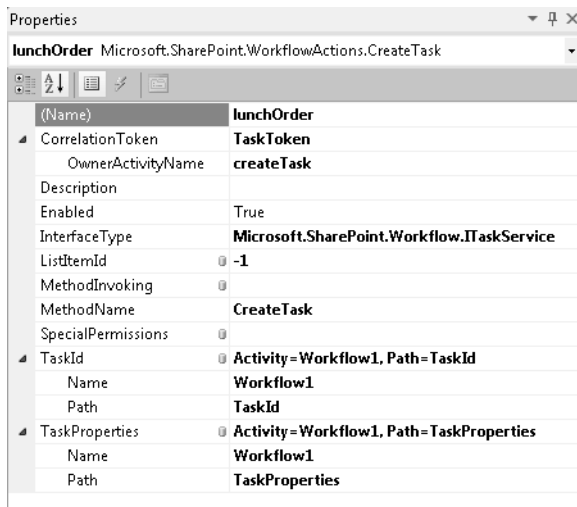 Properties
lunchOrder Microsoft.SharePoint.WorkflowActions.CreateTask
(Name) lunchOrder
CorrelationToken TaskToken
OwnerActivityName createTask
Description
Enabled True
InterfaceType Microsoft.SharePoint.Workflow.ITaskService
ListItemId -1
MethodInvoking
MethodName CreateTask
SpecialPermissions
TaskId Activity=Workflow1, Path=TaskId
Name Workflow1
Path TaskId
TaskProperties Activity=Workflow1, Path=TaskProperties
Name Workflow1
Path TaskProperties